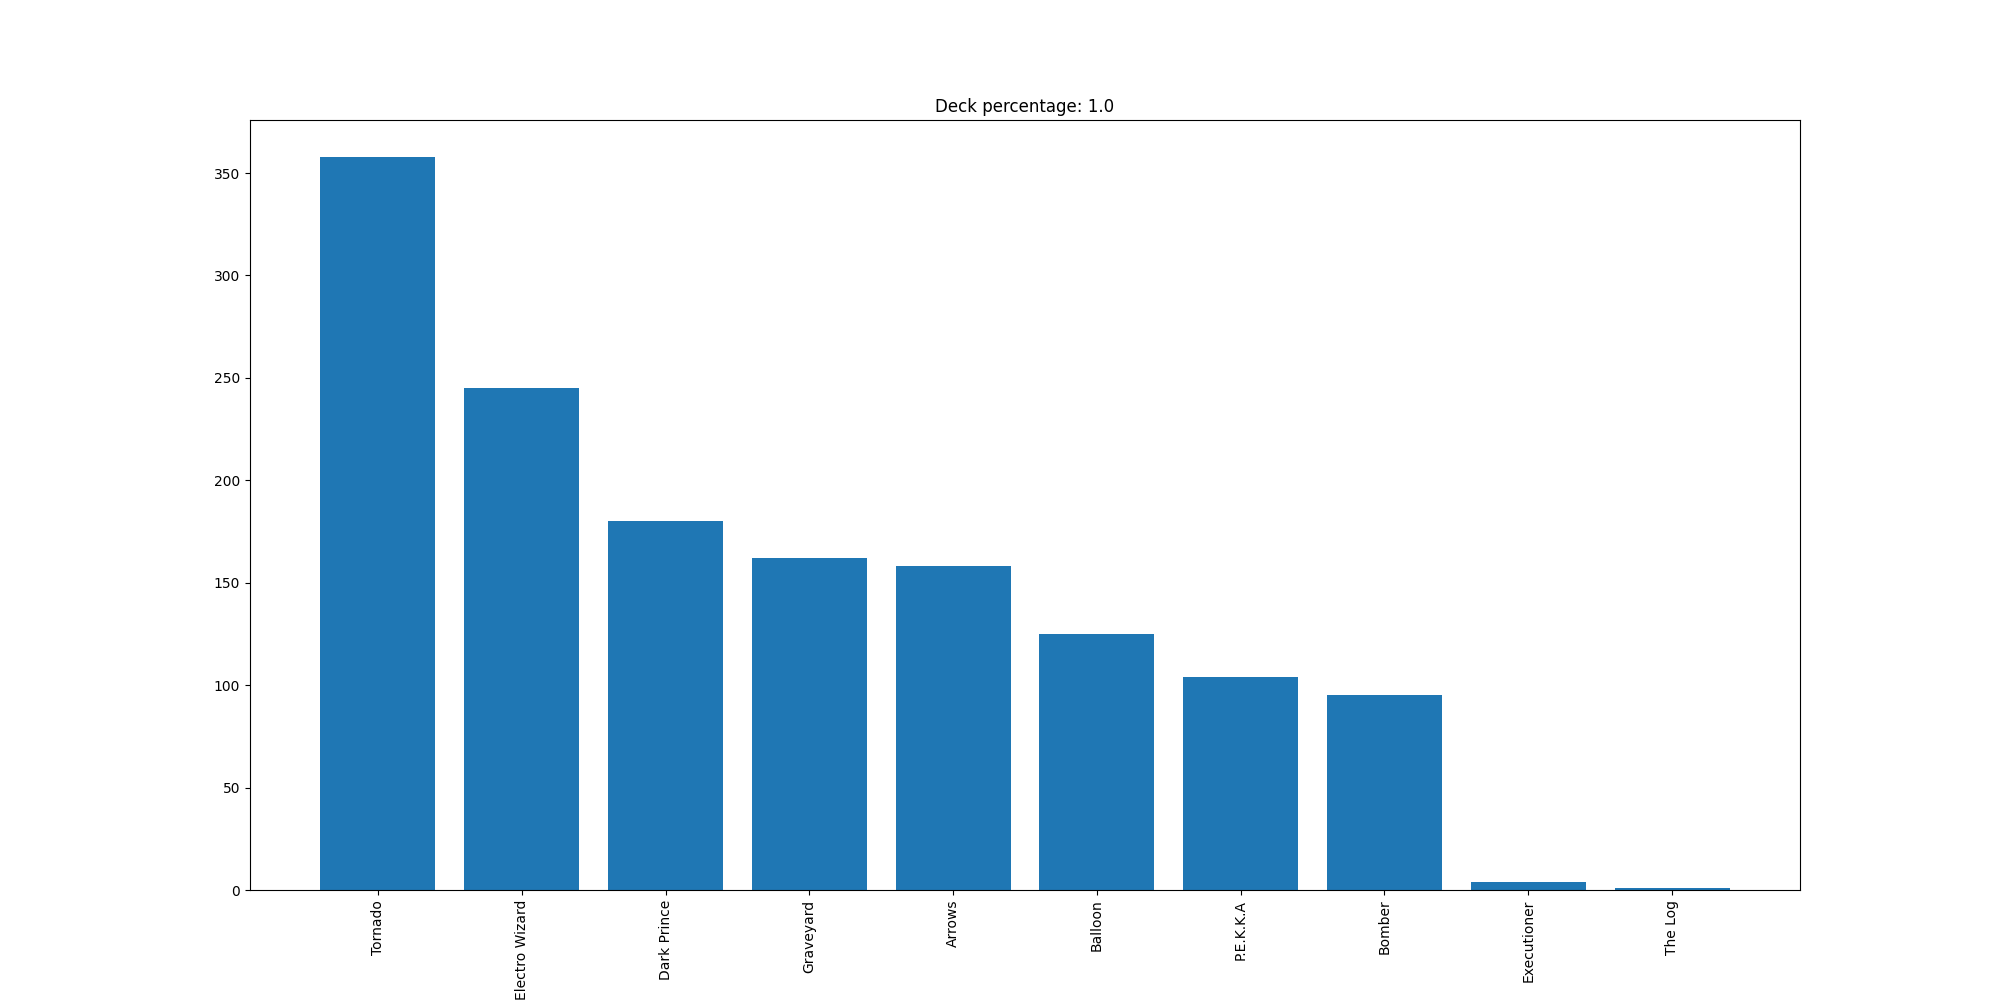 Deck percentage: 1.0
350
300
250
200
150
100
50
0
Tornado
Electro Wizard
Dark Prince
Graveyard
Arrows
Balloon
P.E.K.K.A
Bomber
Executioner
The Log